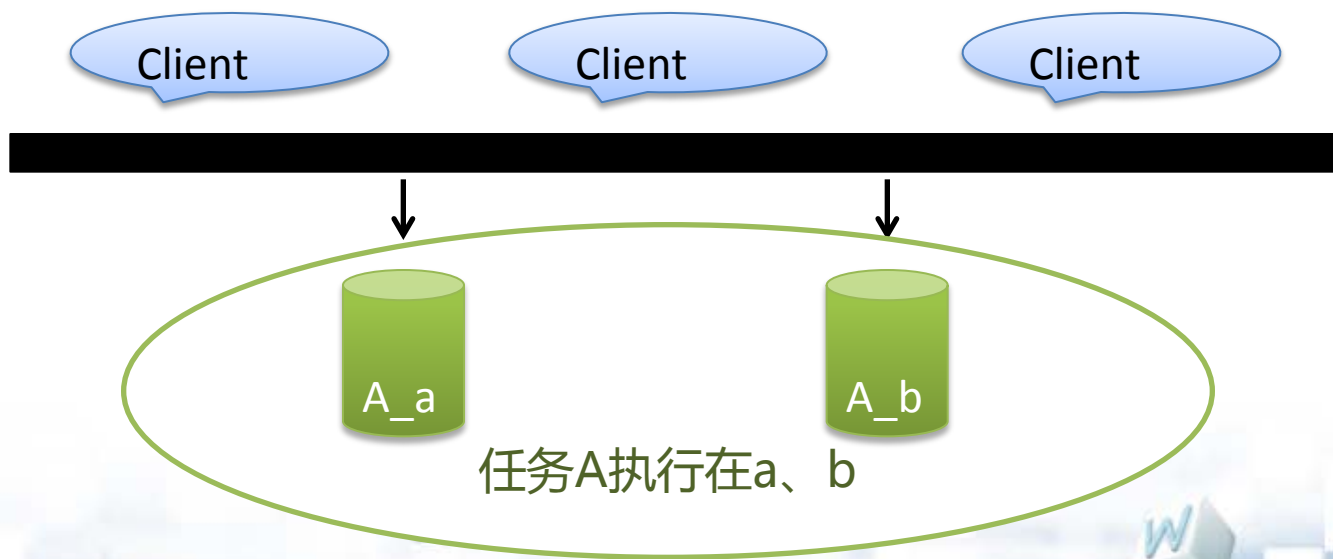 Client Client Client
A_a A_b
任务A执行在a、b
W